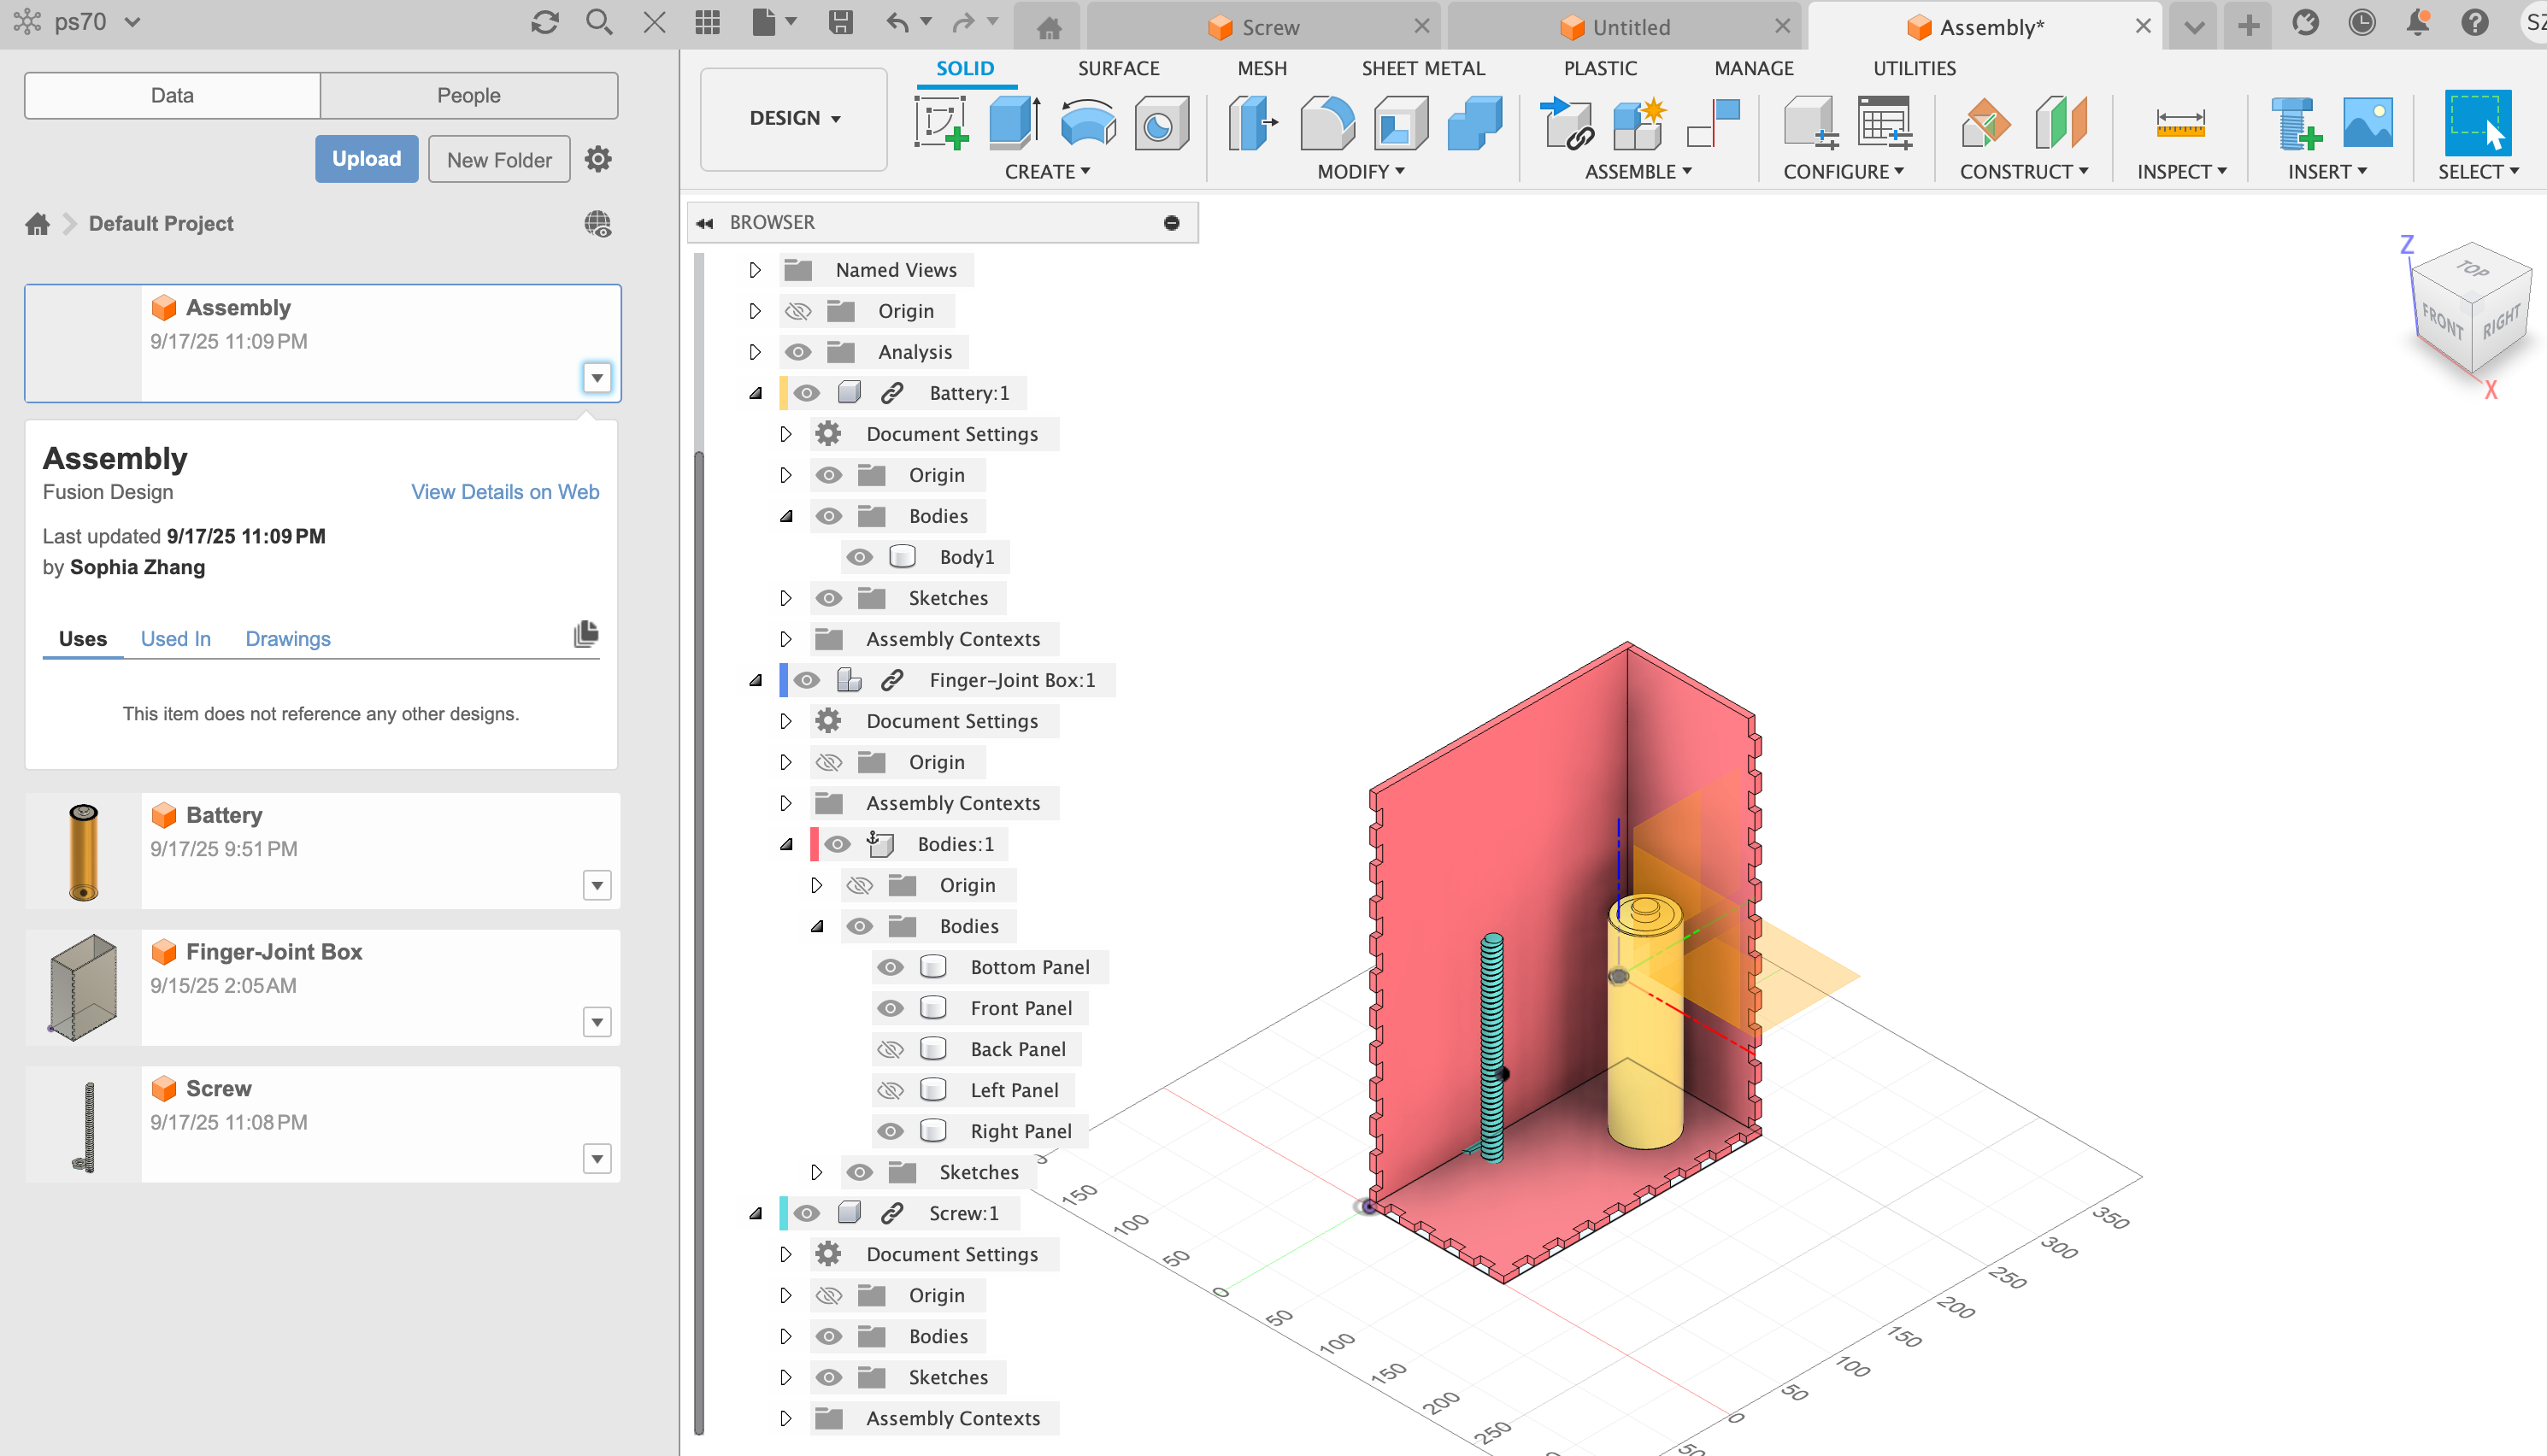 ps70
Screw
Untitled
Assembly*
SZ
Data
People
Upload
New Folder
Default Project
Assembly
9/17/25 11:09 PM
Assembly
Fusion Design
View Details on Web
Last updated 9/17/25 11:09 PM
by Sophia Zhang
Uses
Used In
Drawings
This item does not reference any other designs.
Battery
9/17/25 9:51 PM
Finger-Joint Box
9/15/25 2:05 AM
Screw
9/17/25 11:08 PM
DESIGN
SOLID
SURFACE
MESH
SHEET METAL
PLASTIC
MANAGE
UTILITIES
CREATE
MODIFY
ASSEMBLE
CONFIGURE
CONSTRUCT
INSPECT
INSERT
SELECT
BROWSER
Named Views
Origin
Analysis
Battery:1
Document Settings
Origin
Bodies
Body1
Sketches
Assembly Contexts
Finger-Joint Box:1
Document Settings
Origin
Assembly Contexts
Bodies:1
Origin
Bodies
Bottom Panel
Front Panel
Back Panel
Left Panel
Right Panel
Sketches
Screw:1
Document Settings
Origin
Bodies
Sketches
Assembly Contexts
Z
TOP
FRONT
RIGHT
X
150
100
50
0
50
100
150
200
250
350
300
250
200
150
100
50
0
50